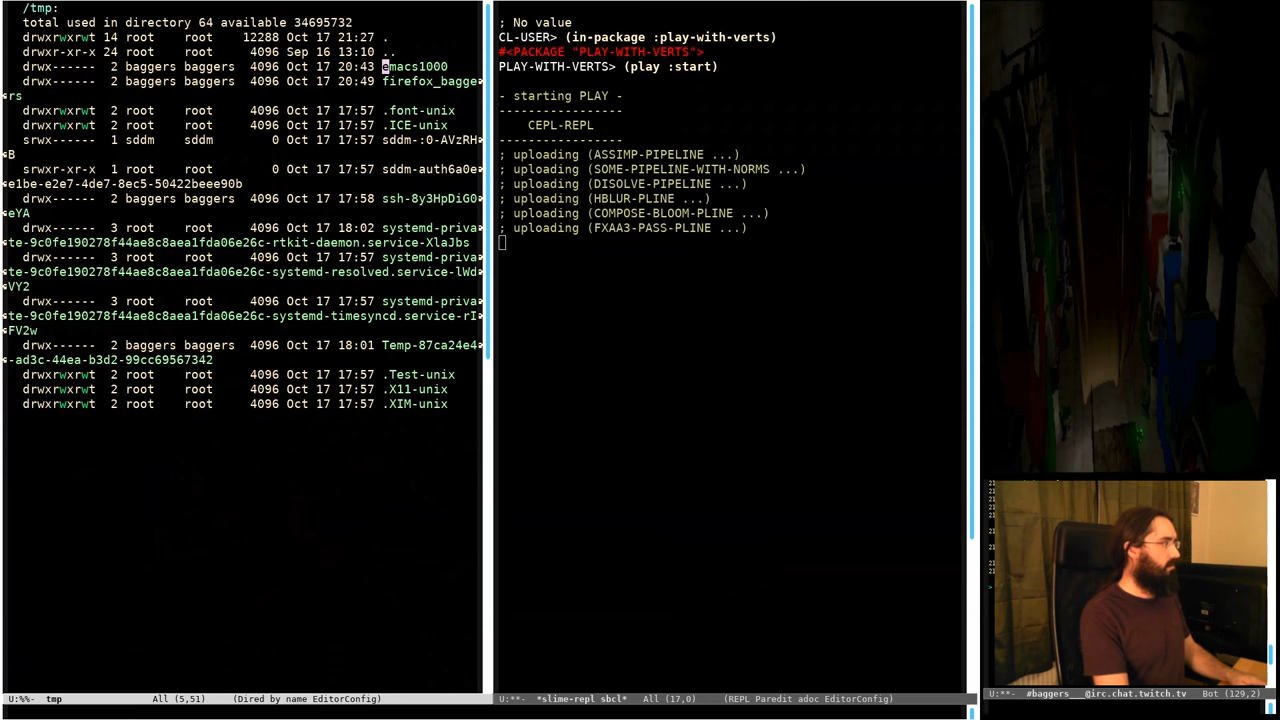 /tmp:
total used in directory 64 available 34695732
drwxrwxrwt 14 root    root    12288 Oct 17 21:27 .
drwxr-xr-x 24 root    root     4096 Sep 16 13:10 ..
drwx------  2 baggers baggers  4096 Oct 17 20:43 emacs1000
drwx------  2 baggers baggers  4096 Oct 17 20:49 firefox_bagge
rs
drwxrwxrwt  2 root    root     4096 Oct 17 17:57 .font-unix
drwxrwxrwt  2 root    root     4096 Oct 17 17:57 .ICE-unix
srwx------  1 sddm    sddm        0 Oct 17 17:57 sddm-:0-AVzRH
B
srwxr-xr-x  1 root    root        0 Oct 17 17:57 sddm-auth6a0e
e1be-e2e7-4de7-8ec5-50422beee90b
drwx------  2 baggers baggers  4096 Oct 17 17:58 ssh-8y3HpDiG0
eYA
drwx------  3 root    root     4096 Oct 17 18:02 systemd-priva
te-9c0fe190278f44ae8c8aea1fda06e26c-rtkit-daemon.service-XlaJbs
drwx------  3 root    root     4096 Oct 17 17:57 systemd-priva
te-9c0fe190278f44ae8c8aea1fda06e26c-systemd-resolved.service-lWd
VY2
drwx------  3 root    root     4096 Oct 17 17:57 systemd-priva
te-9c0fe190278f44ae8c8aea1fda06e26c-systemd-timesyncd.service-rI
FV2w
drwx------  2 baggers baggers  4096 Oct 17 18:01 Temp-87ca24e4
-ad3c-44ea-b3d2-99cc69567342
drwxrwxrwt  2 root    root     4096 Oct 17 17:57 .Test-unix
drwxrwxrwt  2 root    root     4096 Oct 17 17:57 .X11-unix
drwxrwxrwt  2 root    root     4096 Oct 17 17:57 .XIM-unix
U:%%-  tmp            All (5,51)    (Dired by name EditorConfig)
; No value
CL-USER> (in-package :play-with-verts)
#<PACKAGE "PLAY-WITH-VERTS">
PLAY-WITH-VERTS> (play :start)
- starting PLAY -
-----------------
    CEPL-REPL
-----------------
; uploading (ASSIMP-PIPELINE ...)
; uploading (SOME-PIPELINE-WITH-NORMS ...)
; uploading (DISOLVE-PIPELINE ...)
; uploading (HBLUR-PLINE ...)
; uploading (COMPOSE-BLOOM-PLINE ...)
; uploading (FXAA3-PASS-PLINE ...)
U:**-  *slime-repl sbcl*   All (17,0)    (REPL Paredit adoc EditorConfig)
U:**-  #baggers___@irc.chat.twitch.tv   Bot (129,2)